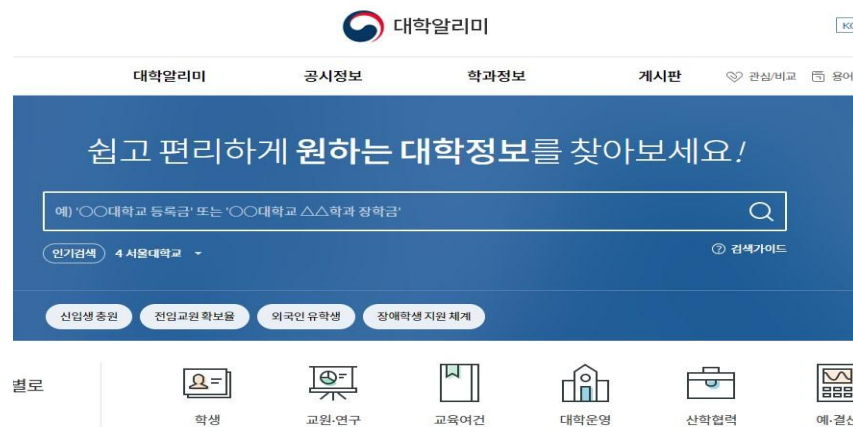 대학알리미
대학알리미 공시정보 학과정보 게시판 관심/비교
쉽고 편리하게 원하는 대학정보를 찾아보세요!
예) '○○대학교 등록금' 또는 '○○대학교 △△학과 장학금'
인기검색 4 서울대학교 검색가이드
신입생 충원 전임교원 확보율 외국인 유학생 장애학생 지원 체계
별로
학생 교원·연구 교육여건 대학운영 산학협력